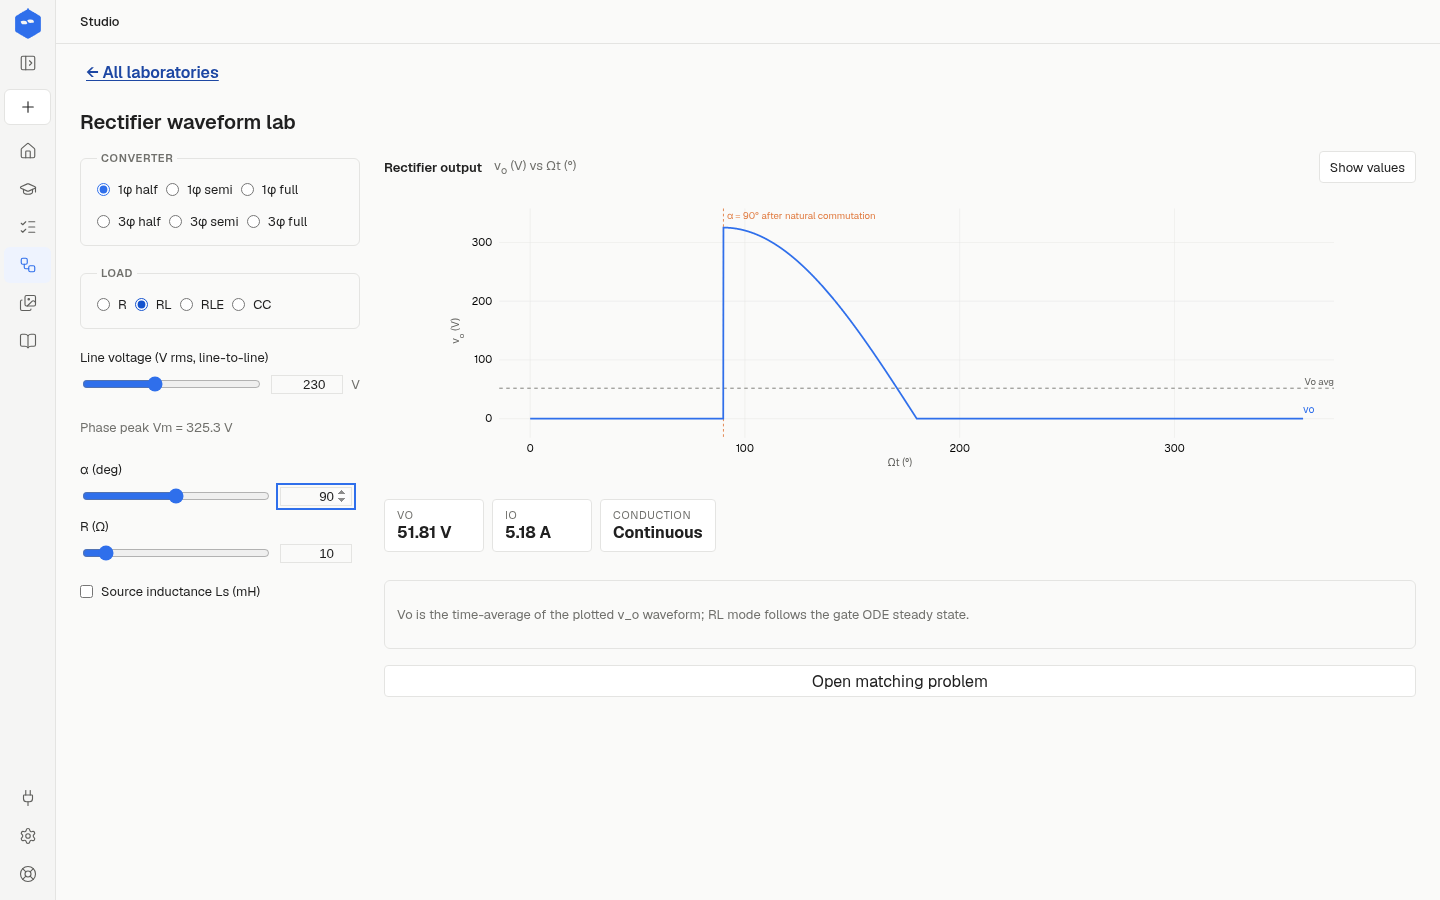 Studio
← All laboratories
Rectifier waveform lab
CONVERTER
1φ half 1φ semi 1φ full
3φ half 3φ semi 3φ full
LOAD
R RL RLE CC
Line voltage (V rms, line-to-line)
230 V
Phase peak Vm = 325.3 V
α (deg)
90
R (Ω)
10
Source inductance Ls (mH)
Rectifier output vo (V) vs Ωt (°)
Show values
α = 90° after natural commutation
300
200
100
0
vo (V)
Vo avg
vo
0 100 200 300
Ωt (°)
VO
51.81 V
IO
5.18 A
CONDUCTION
Continuous
Vo is the time-average of the plotted v_o waveform; RL mode follows the gate ODE steady state.
Open matching problem